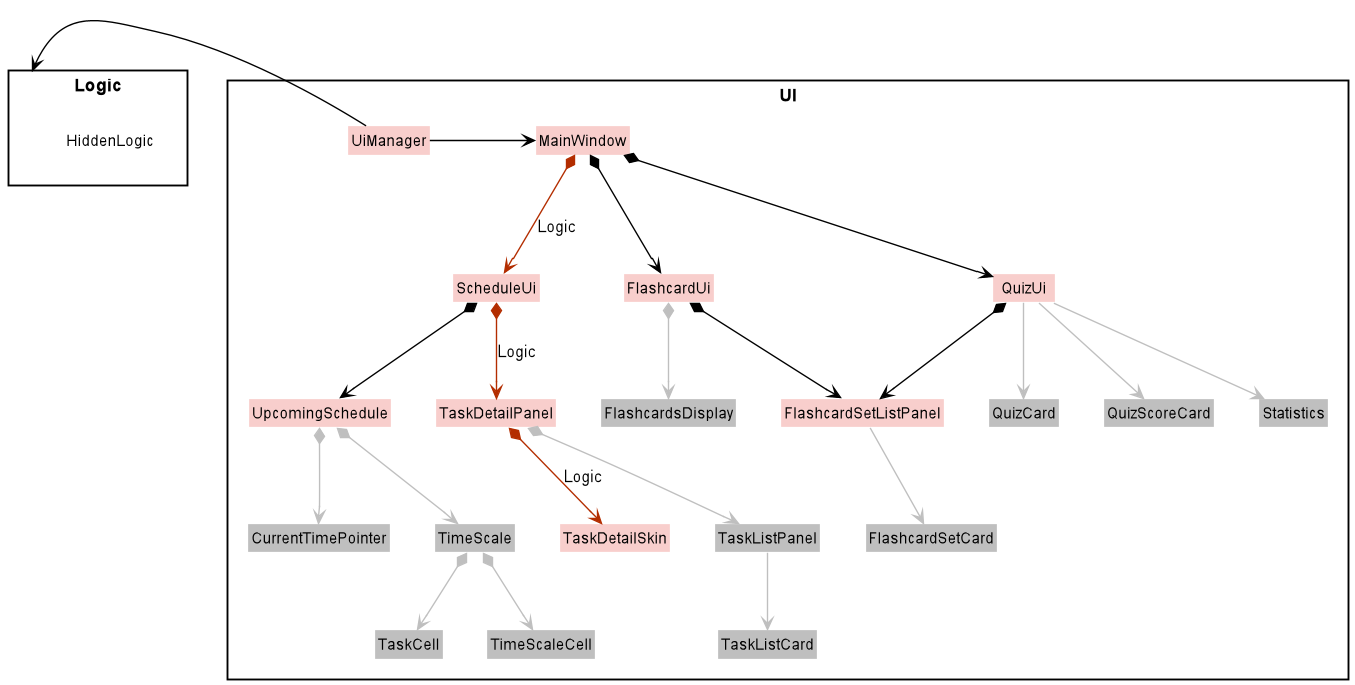 Logic
UI
HiddenLogic
UiManager
MainWindow
Logic
ScheduleUi
FlashcardUi
QuizUi
Logic
UpcomingSchedule
TaskDetailPanel
FlashcardsDisplay
FlashcardSetListPanel
QuizCard
QuizScoreCard
Statistics
Logic
CurrentTimePointer
TimeScale
TaskDetailSkin
TaskListPanel
FlashcardSetCard
TaskCell
TimeScaleCell
TaskListCard